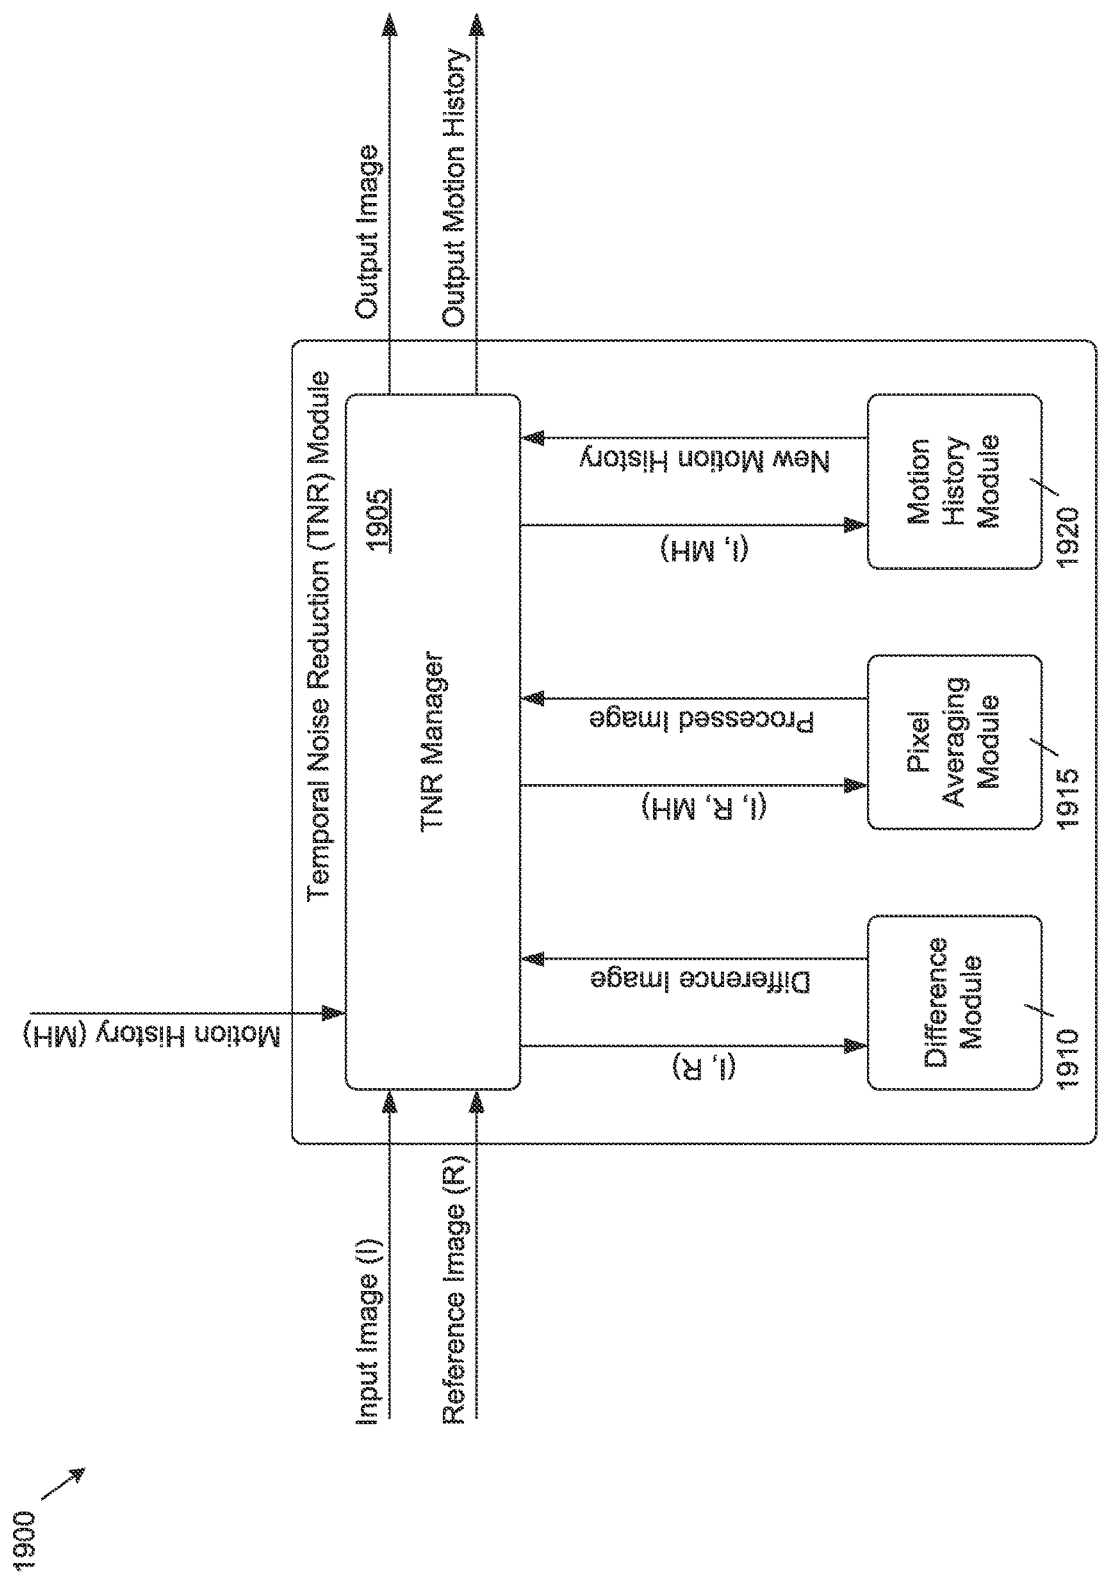 1900
Motion History (MH)
Input Image (I)
Reference Image (R)
Temporal Noise Reduction (TNR) Module
TNR Manager
1905
Output Image
Output Motion History
(I, R)
Difference Image
(I, R, MH)
Processed Image
(I, MH)
New Motion History
Difference
Module
1910
Pixel
Averaging
Module
1915
Motion
History
Module
1920